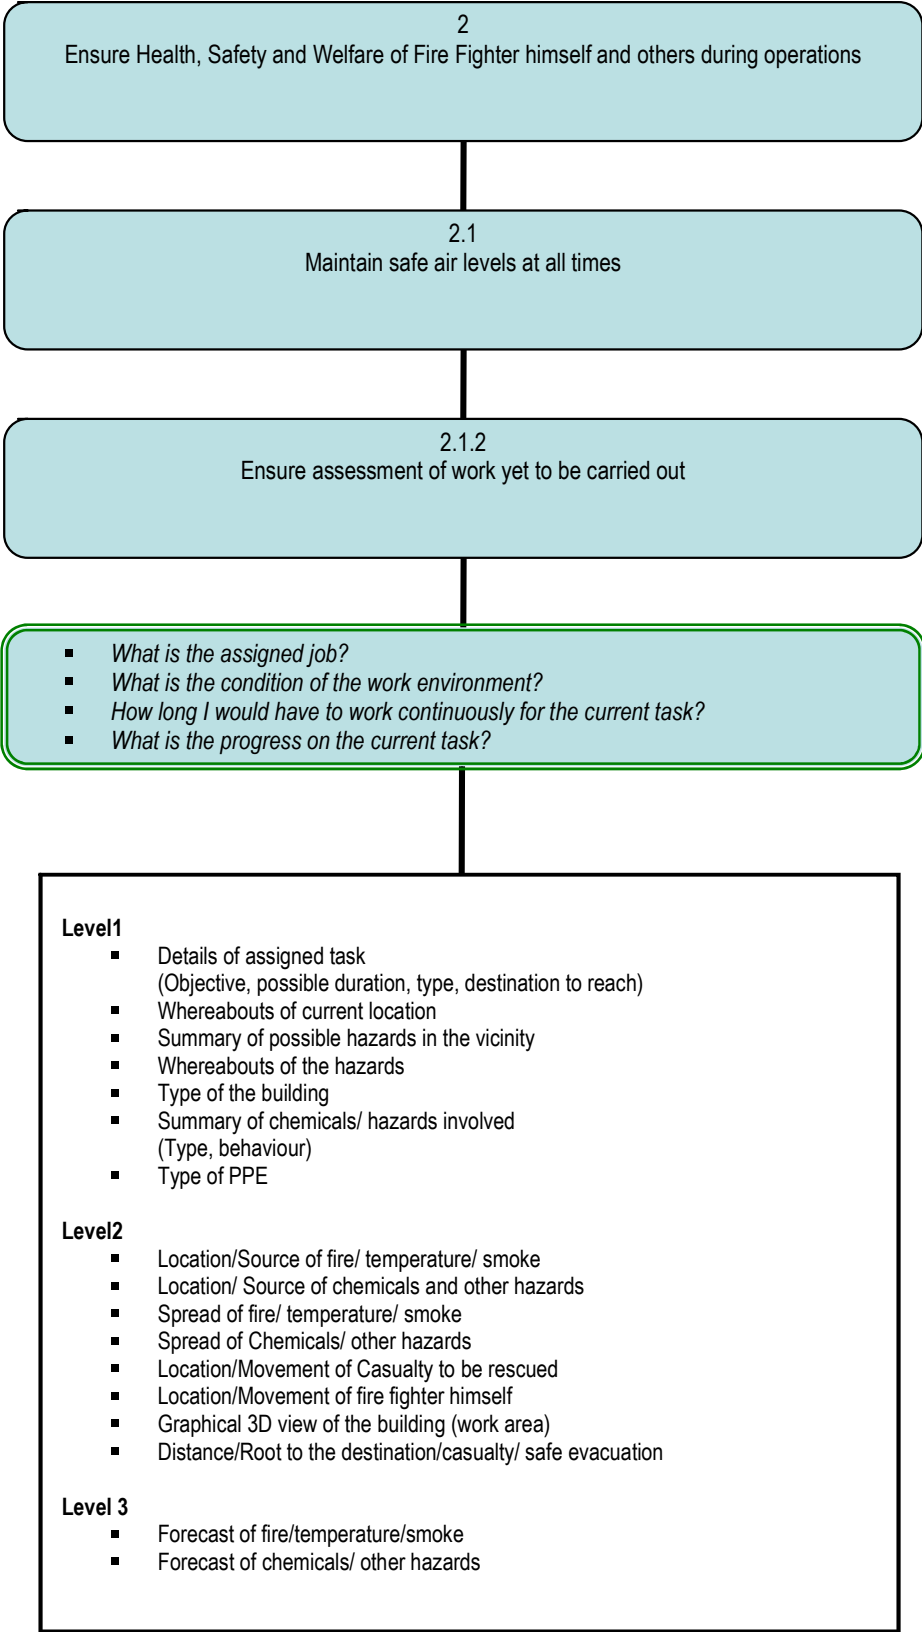 2
Ensure Health, Safety and Welfare of Fire Fighter himself and others during operations
2.1
Maintain safe air levels at all times
2.1.2
Ensure assessment of work yet to be carried out
▪ What is the assigned job?
▪ What is the condition of the work environment?
▪ How long I would have to work continuously for the current task?
▪ What is the progress on the current task?
Level1
▪ Details of assigned task
(Objective, possible duration, type, destination to reach)
▪ Whereabouts of current location
▪ Summary of possible hazards in the vicinity
▪ Whereabouts of the hazards
▪ Type of the building
▪ Summary of chemicals/ hazards involved
(Type, behaviour)
▪ Type of PPE
Level2
▪ Location/Source of fire/ temperature/ smoke
▪ Location/ Source of chemicals and other hazards
▪ Spread of fire/ temperature/ smoke
▪ Spread of Chemicals/ other hazards
▪ Location/Movement of Casualty to be rescued
▪ Location/Movement of fire fighter himself
▪ Graphical 3D view of the building (work area)
▪ Distance/Root to the destination/casualty/ safe evacuation
Level 3
▪ Forecast of fire/temperature/smoke
▪ Forecast of chemicals/ other hazards